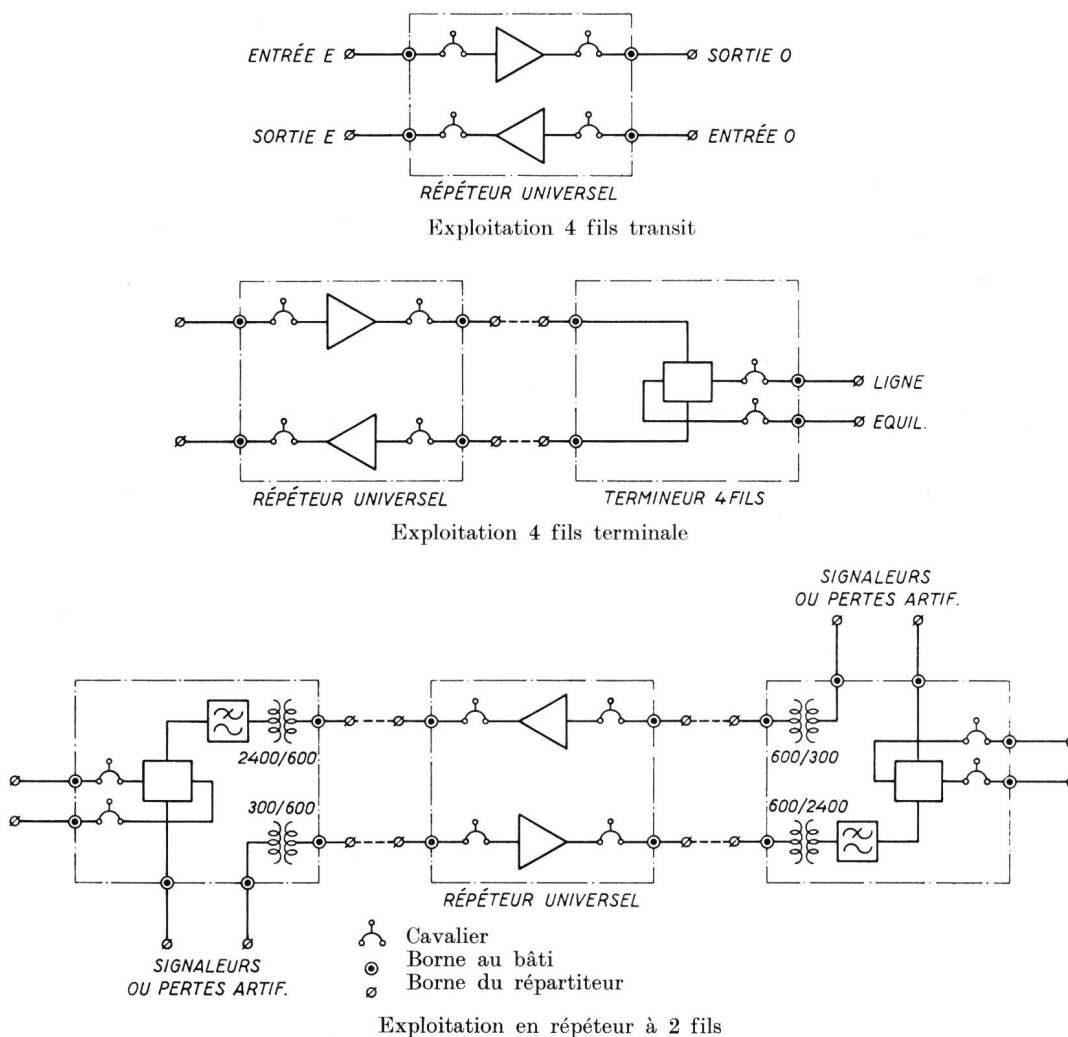 ENTRÉE E
SORTIE O
SORTIE E
ENTRÉE O
RÉPÉTEUR UNIVERSEL
Exploitation 4 fils transit
LIGNE
EQUIL.
RÉPÉTEUR UNIVERSEL
TERMINEUR 4 FILS
Exploitation 4 fils terminale
SIGNALEURS
OU PERTES ARTIF.
2400/600
600/300
300/600
600/2400
RÉPÉTEUR UNIVERSEL
SIGNALEURS
OU PERTES ARTIF.
Cavalier
Borne au bâti
Borne du répartiteur
Exploitation en répéteur à 2 fils